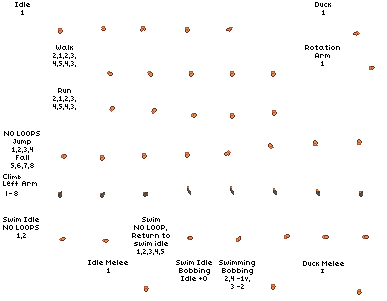 Idle
1
Duck
1
Walk
2,1,2,3,
4,5,4,3,
Rotation
Arm
1
Run
2,1,2,3,
4,5,4,3,
NO LOOPS
Jump
1,2,3,4
Fall
5,6,7,8
Climb
Left Arm
1-8
Swim Idle
NO LOOPS
1,2
Swim
NO LOOP,
Return to
swim idle
1,2,3,4,5
Idle Melee
1
Swim Idle
Bobbing
Idle +0
Swimming
Bobbing
2,4 -1v,
3 -2
Duck Melee
1